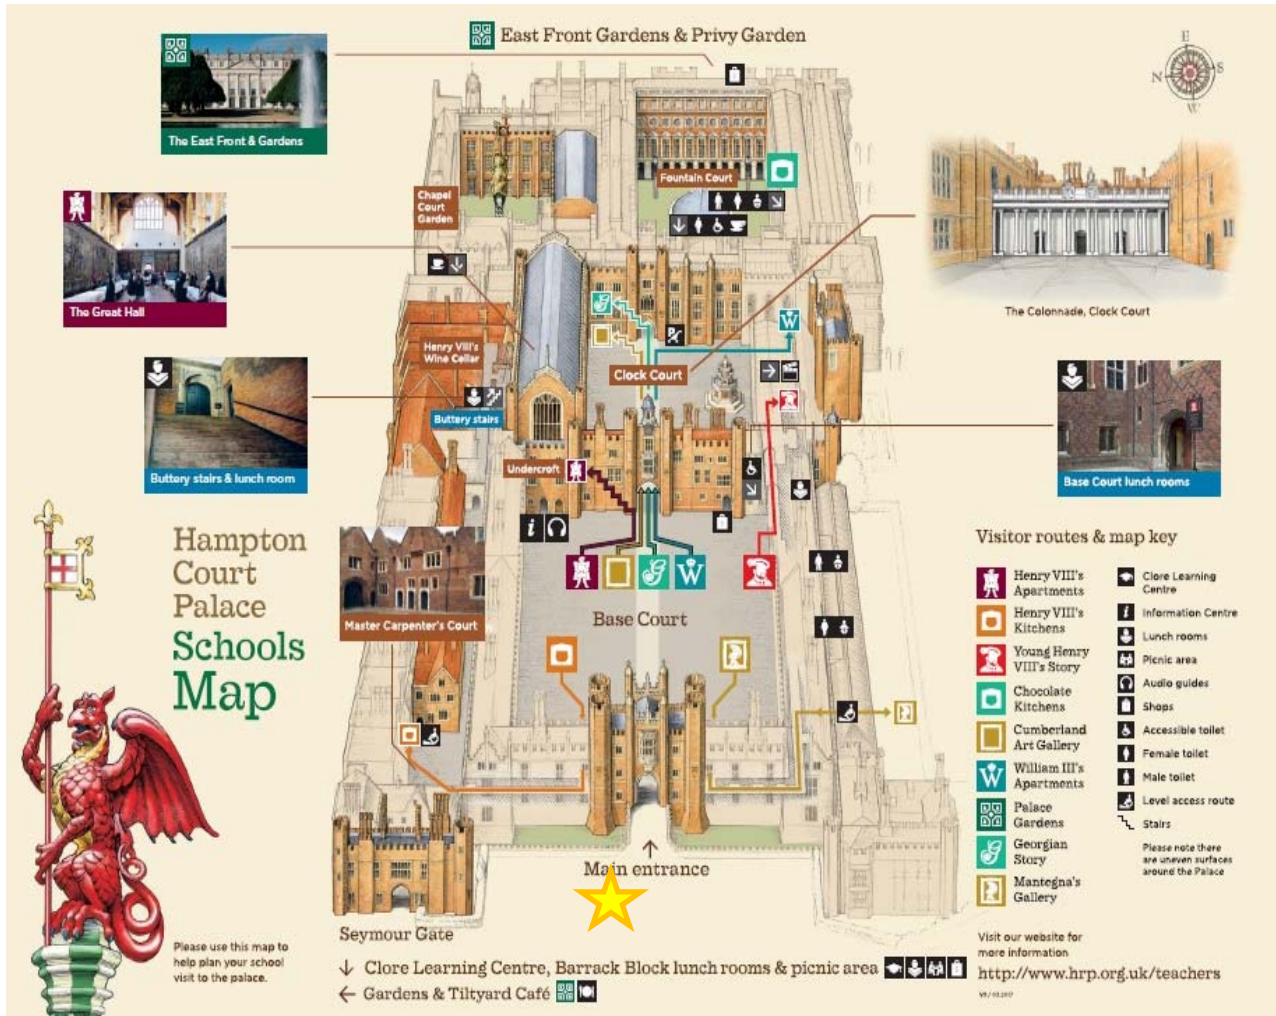 East Front Gardens & Privy Garden
E
N
S
W
The East Front & Gardens
Fountain Court
Chapel
Court
Garden
The Great Hall
The Colonnade, Clock Court
Henry VIII's
Wine Cellar
Clock Court
Buttery stairs
Undercroft
Buttery stairs & lunch room
Base Court lunch rooms
Hampton
Court
Palace
Schools
Map
Master Carpenter's Court
Base Court
Visitor routes & map key
Henry VIII's
Apartments
Henry VIII's
Kitchens
Young Henry
VIII's Story
Chocolate
Kitchens
Cumberland
Art Gallery
William III's
Apartments
Palace
Gardens
Georgian
Story
Mantegna's
Gallery
Clore Learning
Centre
Information Centre
Lunch rooms
Picnic area
Audio guides
Shops
Accessible toilet
Female toilet
Male toilet
Level access route
Stairs
Please note there
are uneven surfaces
around the Palace
Main entrance
Seymour Gate
Please use this map to
help plan your school
visit to the palace.
↓ Clore Learning Centre, Barrack Block lunch rooms & picnic area
← Gardens & Tiltyard Café
Visit our website for
more information
http://www.hrp.org.uk/teachers